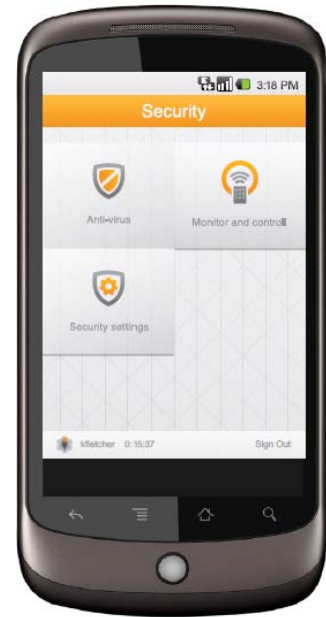 3:18 PM
Security
Anti-virus
Monitor and control
Security settings
kfletcher 0:15:37 Sign Out